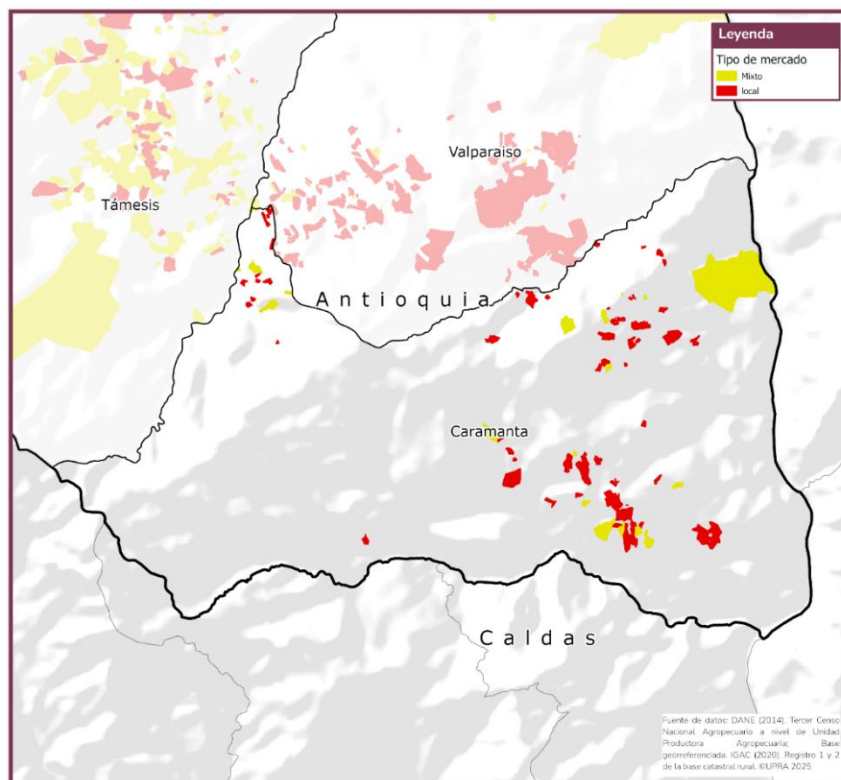 Leyenda
Tipo de mercado
Mixto
local
Valparaiso
Támesis
Antioquia
Caramanta
Caldas
Fuente de datos: DANE (2014). Tercer Censo
Nacional Agropecuario a nivel de Unidad
Productora Agropecuaria; Base
georreferenciada. IGAC (2020). Registro 1 y 2
de la base catastral rural. ©UPRA 2025